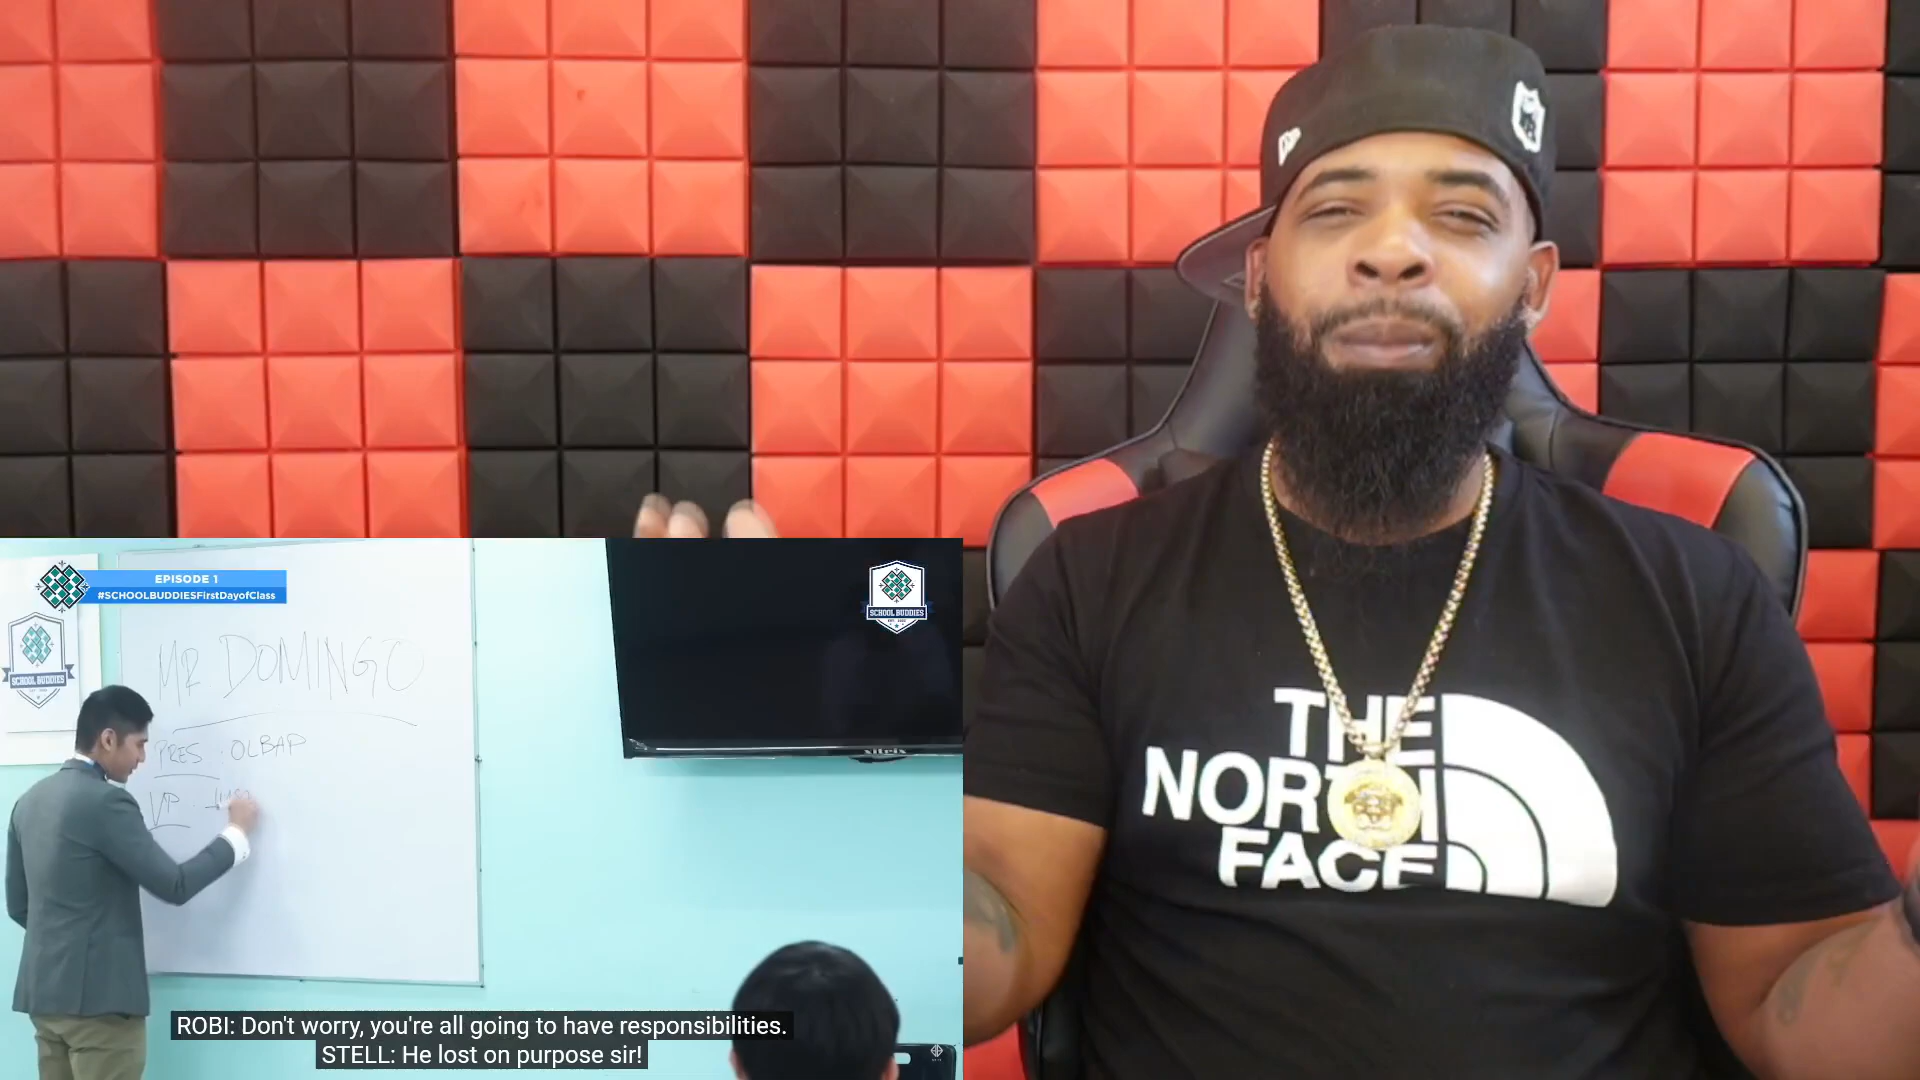 EPISODE 1
#SCHOOLBUDDIESFirstDayofClass
SCHOOL BUDDIES
SCHOOL BUDDIES
MR DOMINGO
PRES : OLBAP
VP :
xitrix
THE
NORTH
FACE
ROBI: Don't worry, you're all going to have responsibilities.
STELL: He lost on purpose sir!